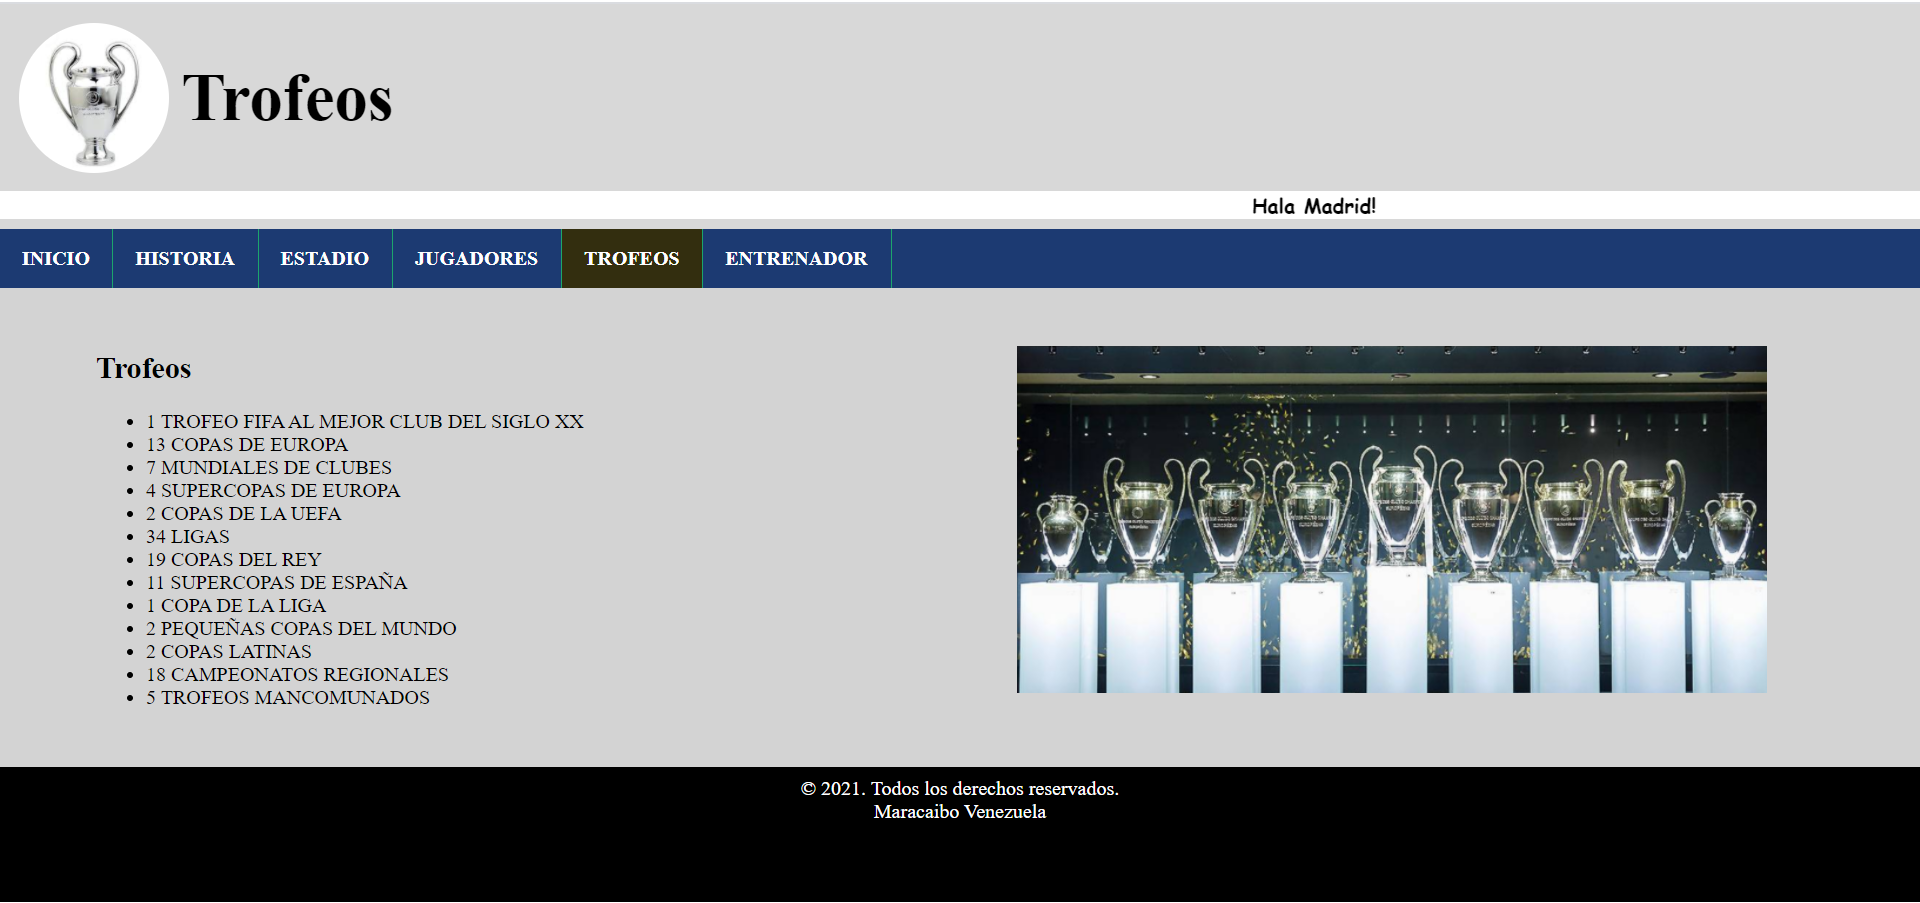 Trofeos
Hala Madrid!
INICIO HISTORIA ESTADIO JUGADORES TROFEOS ENTRENADOR
Trofeos
1 TROFEO FIFA AL MEJOR CLUB DEL SIGLO XX
13 COPAS DE EUROPA
7 MUNDIALES DE CLUBES
4 SUPERCOPAS DE EUROPA
2 COPAS DE LA UEFA
34 LIGAS
19 COPAS DEL REY
11 SUPERCOPAS DE ESPAÑA
1 COPA DE LA LIGA
2 PEQUEÑAS COPAS DEL MUNDO
2 COPAS LATINAS
18 CAMPEONATOS REGIONALES
5 TROFEOS MANCOMUNADOS
© 2021. Todos los derechos reservados.
Maracaibo Venezuela